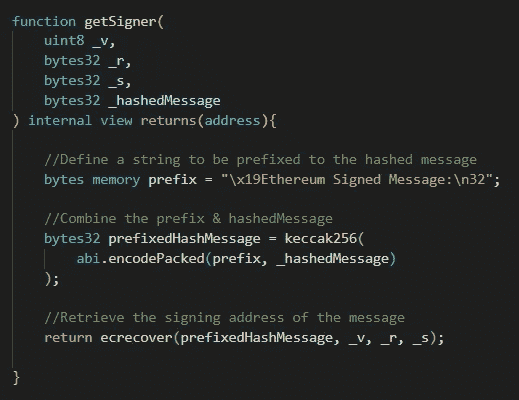 function getSigner(
    uint8 _v,
    bytes32 _r,
    bytes32 _s,
    bytes32 _hashedMessage
) internal view returns(address){
    //Define a string to be prefixed to the hashed message
    bytes memory prefix = "\x19Ethereum Signed Message:\n32";
    //Combine the prefix & hashedMessage
    bytes32 prefixedHashMessage = keccak256(
        abi.encodePacked(prefix, _hashedMessage)
    );
    //Retrieve the signing address of the message
    return ecrecover(prefixedHashMessage, _v, _r, _s);
}